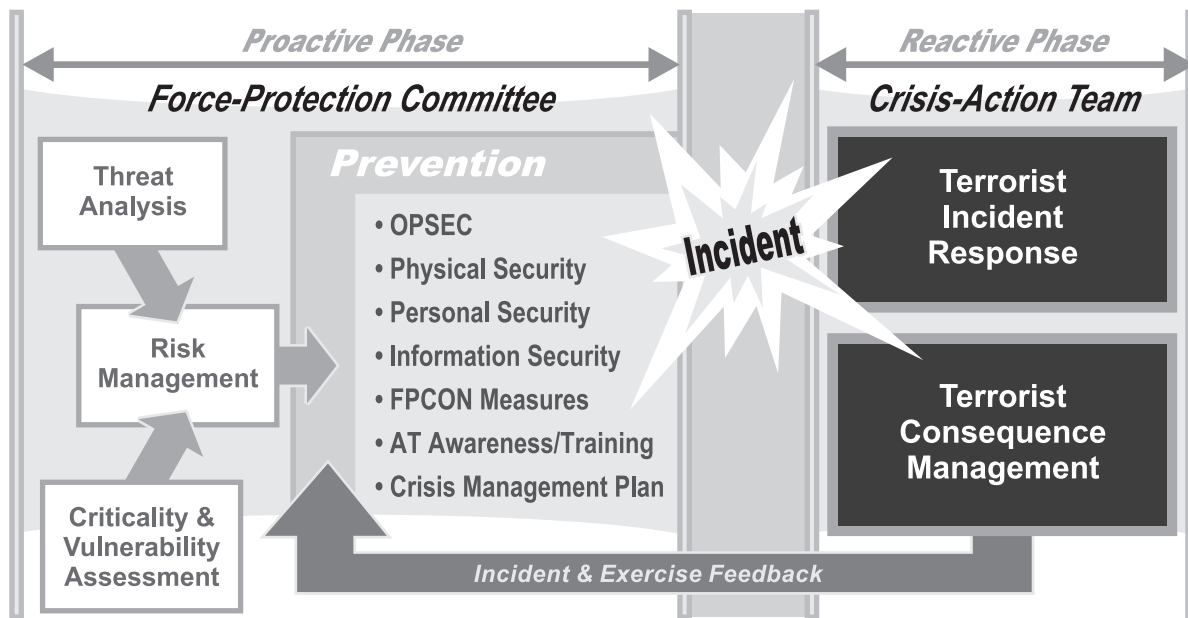 Proactive Phase
Reactive Phase
Force-Protection Committee
Crisis-Action Team
Threat
Analysis
Risk
Management
Criticality &
Vulnerability
Assessment
Prevention
• OPSEC
• Physical Security
• Personal Security
• Information Security
• FPCON Measures
• AT Awareness/Training
• Crisis Management Plan
Incident
Terrorist
Incident
Response
Terrorist
Consequence
Management
Incident & Exercise Feedback